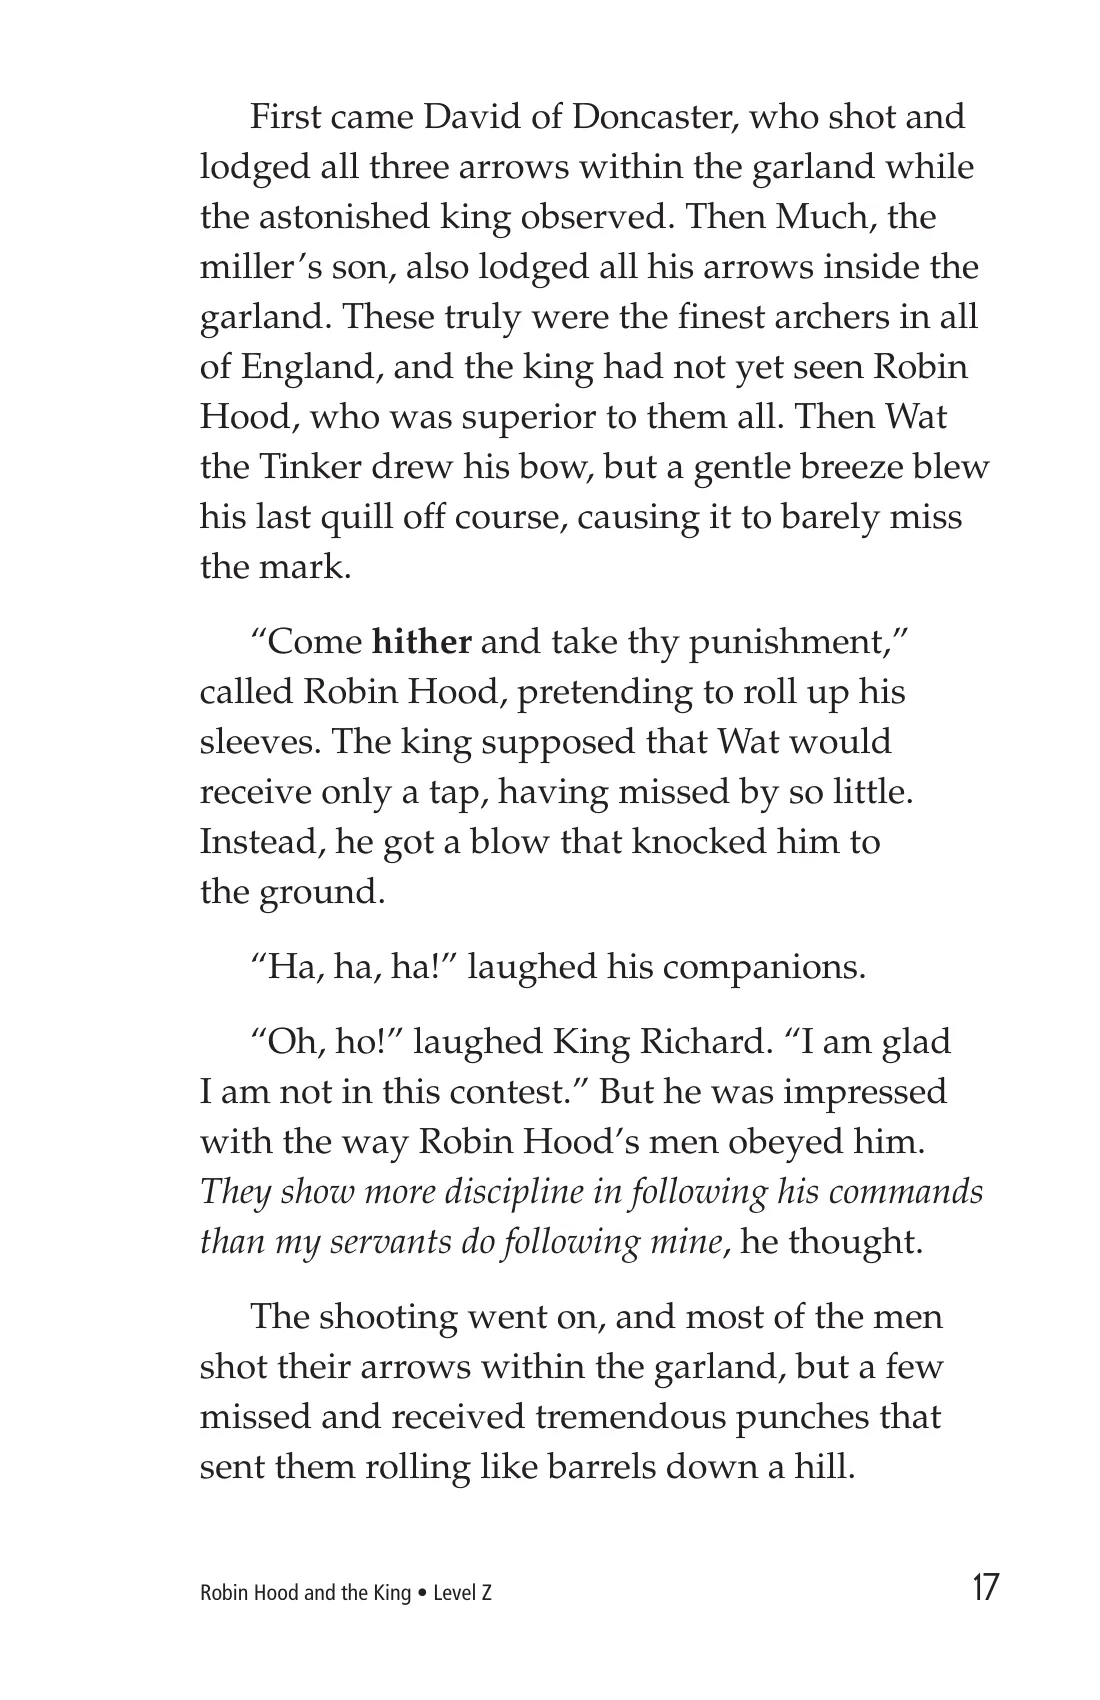 First came David of Doncaster, who shot and
lodged all three arrows within the garland while
the astonished king observed. Then Much, the
miller’s son, also lodged all his arrows inside the
garland. These truly were the finest archers in all
of England, and the king had not yet seen Robin
Hood, who was superior to them all. Then Wat
the Tinker drew his bow, but a gentle breeze blew
his last quill off course, causing it to barely miss
the mark.
“Come hither and take thy punishment,”
called Robin Hood, pretending to roll up his
sleeves. The king supposed that Wat would
receive only a tap, having missed by so little.
Instead, he got a blow that knocked him to
the ground.
“Ha, ha, ha!” laughed his companions.
“Oh, ho!” laughed King Richard. “I am glad
I am not in this contest.” But he was impressed
with the way Robin Hood’s men obeyed him.
They show more discipline in following his commands
than my servants do following mine, he thought.
The shooting went on, and most of the men
shot their arrows within the garland, but a few
missed and received tremendous punches that
sent them rolling like barrels down a hill.
Robin Hood and the King • Level Z
17